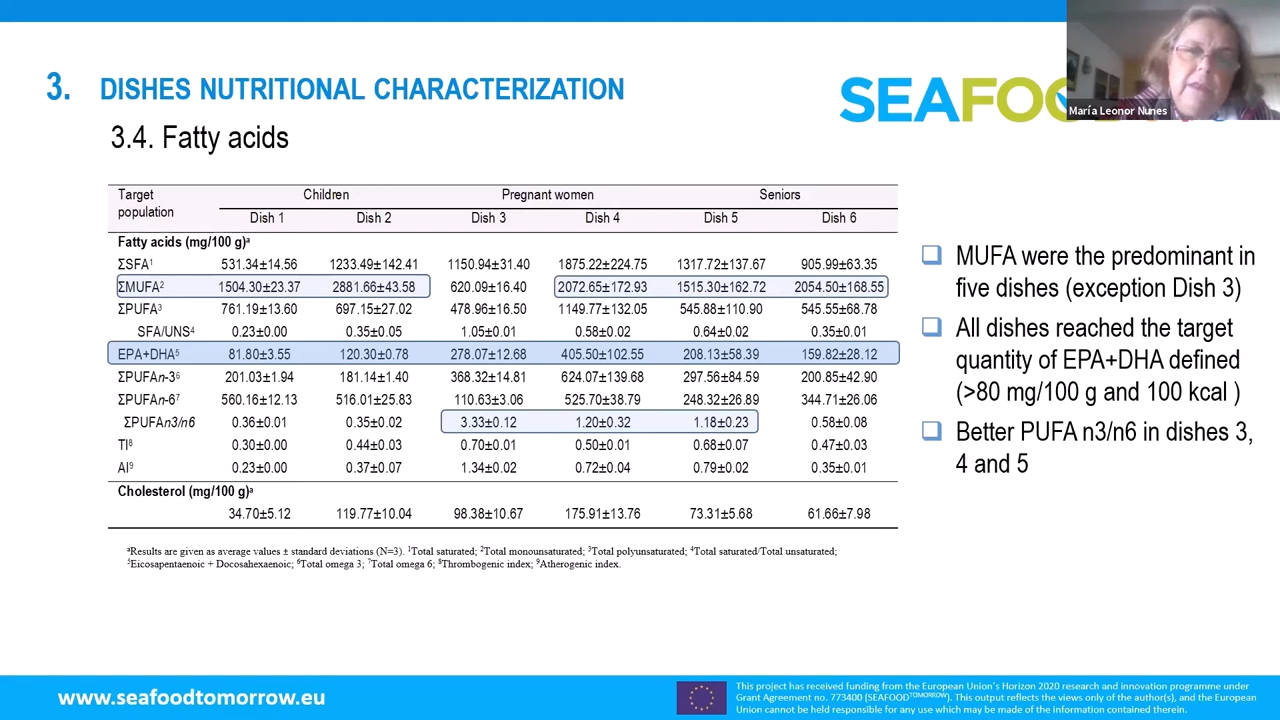 3. DISHES NUTRITIONAL CHARACTERIZATION
SEAFOO
María Leonor Nunes
3.4. Fatty acids
Target population Children Pregnant women Seniors
Dish 1 Dish 2 Dish 3 Dish 4 Dish 5 Dish 6
Fatty acids (mg/100 g)ᵃ
ΣSFA¹ 531.34±14.56 1233.49±142.41 1150.94±31.40 1875.22±224.75 1317.72±137.67 905.99±63.35
ΣMUFA² 1504.30±23.37 2881.66±43.58 620.09±16.40 2072.65±172.93 1515.30±162.72 2054.50±168.55
ΣPUFA³ 761.19±13.60 697.15±27.02 478.96±16.50 1149.77±132.05 545.88±110.90 545.55±68.78
SFA/UNS⁴ 0.23±0.00 0.35±0.05 1.05±0.01 0.58±0.02 0.64±0.02 0.35±0.01
EPA+DHA⁵ 81.80±3.55 120.30±0.78 278.07±12.68 405.50±102.55 208.13±58.39 159.82±28.12
ΣPUFAn-3⁶ 201.03±1.94 181.14±1.40 368.32±14.81 624.07±139.68 297.56±84.59 200.85±42.90
ΣPUFAn-6⁷ 560.16±12.13 516.01±25.83 110.63±3.06 525.70±38.79 248.32±26.89 344.71±26.06
ΣPUFAn3/n6 0.36±0.01 0.35±0.02 3.33±0.12 1.20±0.32 1.18±0.23 0.58±0.08
TI⁸ 0.30±0.00 0.44±0.03 0.70±0.01 0.50±0.01 0.68±0.07 0.47±0.03
AI⁹ 0.23±0.00 0.37±0.07 1.34±0.02 0.72±0.04 0.79±0.02 0.35±0.01
Cholesterol (mg/100 g)ᵃ
34.70±5.12 119.77±10.04 98.38±10.67 175.91±13.76 73.31±5.68 61.66±7.98
ᵃResults are given as average values ± standard deviations (N=3). ¹Total saturated; ²Total monounsaturated; ³Total polyunsaturated; ⁴Total saturated/Total unsaturated;
⁵Eicosapentaenoic + Docosahexaenoic; ⁶Total omega 3; ⁷Total omega 6; ⁸Thrombogenic index; ⁹Atherogenic index.
MUFA were the predominant in
five dishes (exception Dish 3)
All dishes reached the target
quantity of EPA+DHA defined
(>80 mg/100 g and 100 kcal )
Better PUFA n3/n6 in dishes 3,
4 and 5
www.seafoodtomorrow.eu
This project has received funding from the European Union's Horizon 2020 research and innovation programme under
Grant Agreement no. 773400 (SEAFOODTOMORROW). This output reflects the views only of the author(s), and the European
Union cannot be held responsible for any use which may be made of the information contained therein.